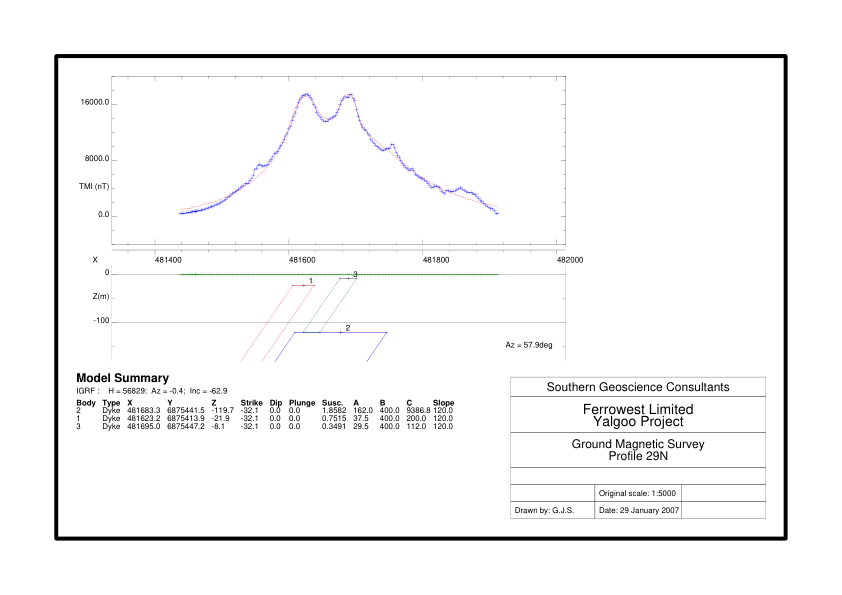 16000.0
8000.0
TMI (nT)
0.0
X 481400 481600 481800 482000
0
1
3
Z(m)
-100
2
Az = 57.9deg
Model Summary
IGRF : H = 56829; Az = -0.4; Inc = -62.9
Body Type X Y Z Strike Dip Plunge Susc. A B C Slope
2 Dyke 481683.3 6875441.5 -119.7 -32.1 0.0 0.0 1.8582 162.0 400.0 9386.8 120.0
1 Dyke 481623.2 6875413.9 -21.9 -32.1 0.0 0.0 0.7515 37.5 400.0 200.0 120.0
3 Dyke 481695.0 6875447.2 -8.1 -32.1 0.0 0.0 0.3491 29.5 400.0 112.0 120.0
Southern Geoscience Consultants
Ferrowest Limited
Yalgoo Project
Ground Magnetic Survey
Profile 29N
Original scale: 1:5000
Drawn by: G.J.S. Date: 29 January 2007